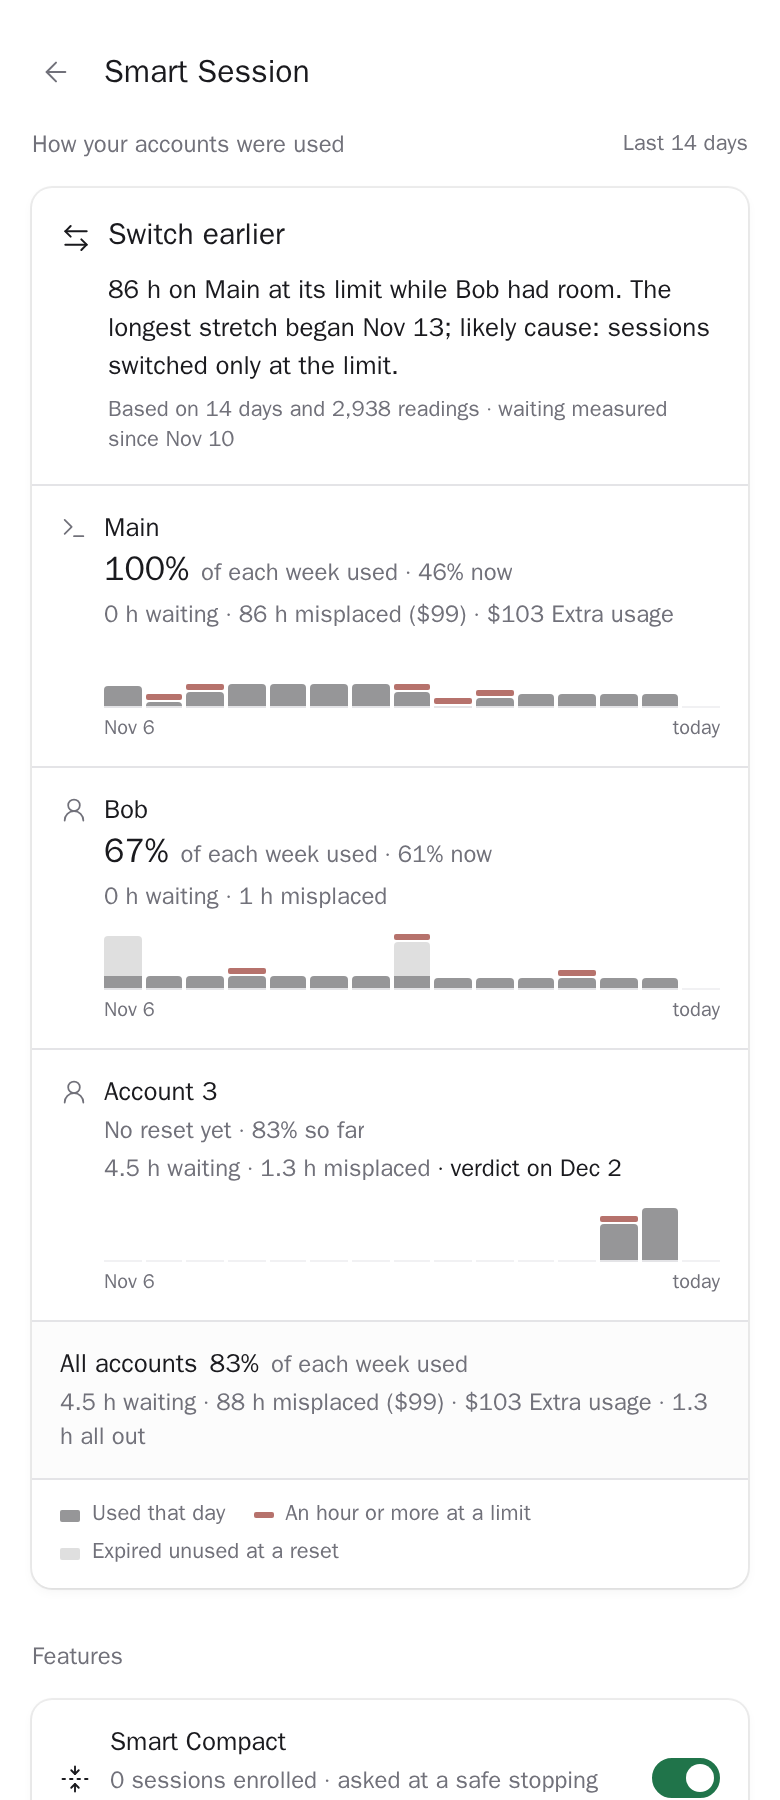 Smart Session
How your accounts were used
Last 14 days
Switch earlier
86 h on Main at its limit while Bob had room. The
longest stretch began Nov 13; likely cause: sessions
switched only at the limit.
Based on 14 days and 2,938 readings · waiting measured
since Nov 10
Main
100% of each week used · 46% now
0 h waiting · 86 h misplaced ($99) · $103 Extra usage
Nov 6
today
Bob
67% of each week used · 61% now
0 h waiting · 1 h misplaced
Nov 6
today
Account 3
No reset yet · 83% so far
4.5 h waiting · 1.3 h misplaced · verdict on Dec 2
Nov 6
today
All accounts 83% of each week used
4.5 h waiting · 88 h misplaced ($99) · $103 Extra usage · 1.3
h all out
Used that day
An hour or more at a limit
Expired unused at a reset
Features
Smart Compact
0 sessions enrolled · asked at a safe stopping